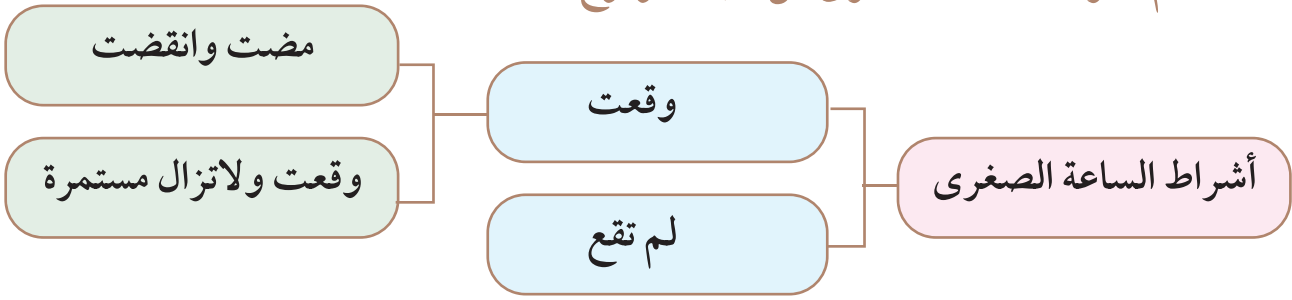 أشراط الساعة الصغرى
وقعت
مضت وانقضت
وقعت ولاتزال مستمرة
لم تقع